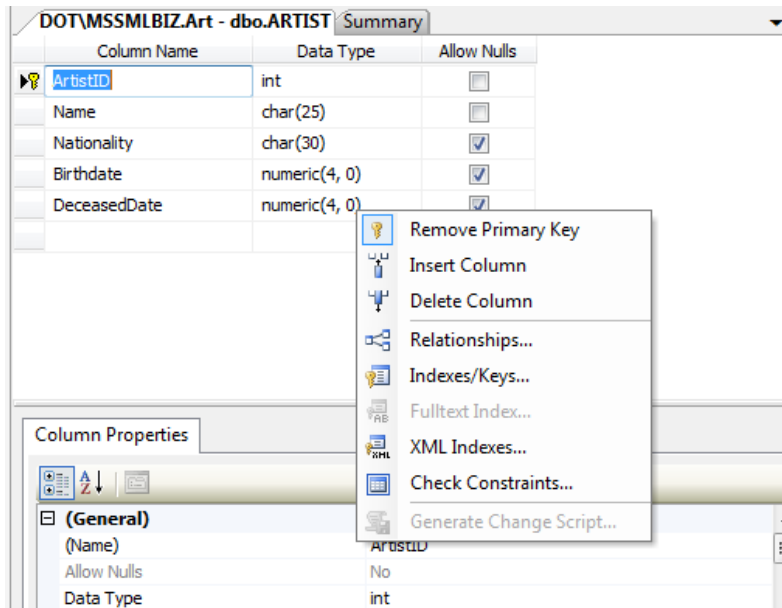 DOT\MSSMLBIZ.Art - dbo.ARTIST Summary
Column Name Data Type Allow Nulls
ArtistID int
Name char(25)
Nationality char(30)
Birthdate numeric(4, 0)
DeceasedDate numeric(4, 0)
Remove Primary Key
Insert Column
Delete Column
Relationships...
Indexes/Keys...
Fulltext Index...
XML Indexes...
Check Constraints...
Generate Change Script...
Column Properties
(General)
(Name) ArtistID
Allow Nulls No
Data Type int